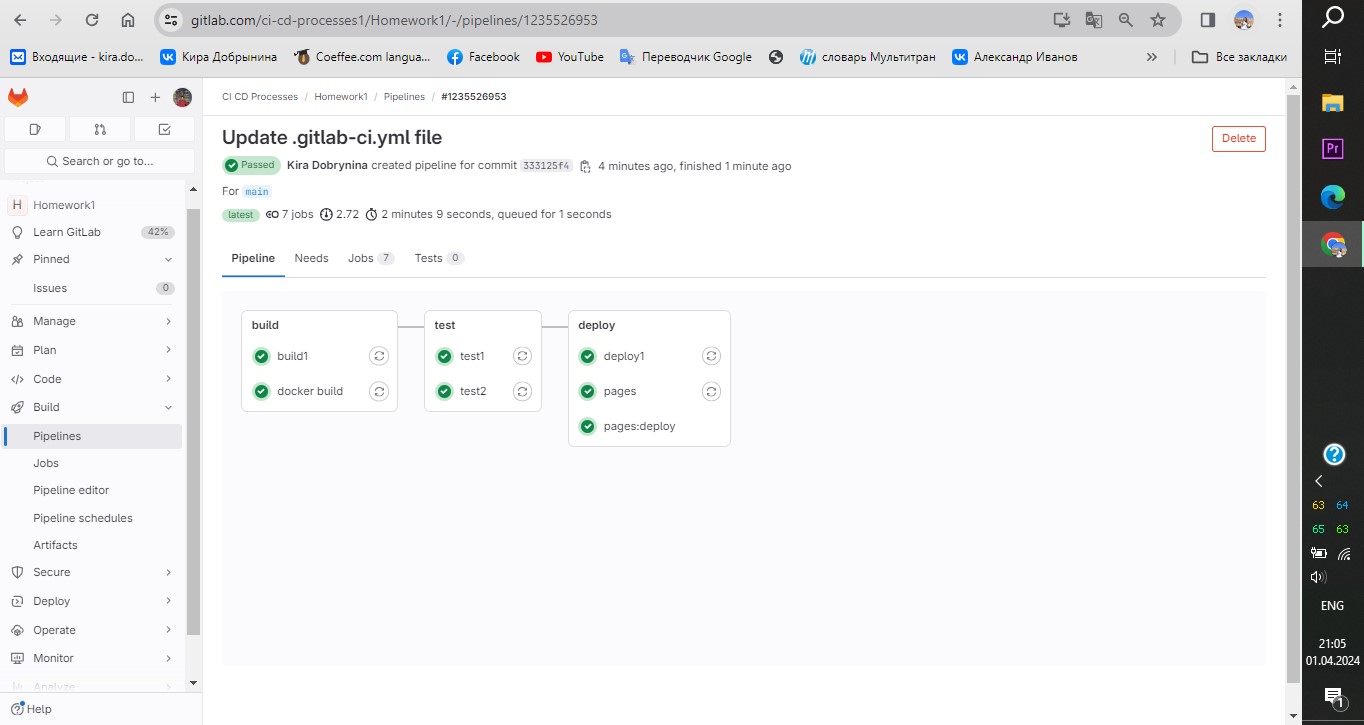 gitlab.com/ci-cd-processes1/Homework1/-/pipelines/1235526953
Входящие - kira.do...
Кира Добрынина
Coeffee.com langua...
Facebook
YouTube
Переводчик Google
словарь Мультитран
Александр Иванов
»
Все закладки
CI CD Processes / Homework1 / Pipelines / #1235526953
Search or go to...
H Homework1
Learn GitLab 42%
Pinned
Issues 0
Manage
Plan
Code
Build
Pipelines
Jobs
Pipeline editor
Pipeline schedules
Artifacts
Secure
Deploy
Operate
Monitor
Analyze
Help
Update .gitlab-ci.yml file
Delete
Passed Kira Dobrynina created pipeline for commit 333125f4 4 minutes ago, finished 1 minute ago
For main
latest 7 jobs 2.72 2 minutes 9 seconds, queued for 1 seconds
Pipeline Needs Jobs 7 Tests 0
build
build1
docker build
test
test1
test2
deploy
deploy1
pages
pages:deploy
Pr
63 64
65 63
ENG
21:05
01.04.2024
1